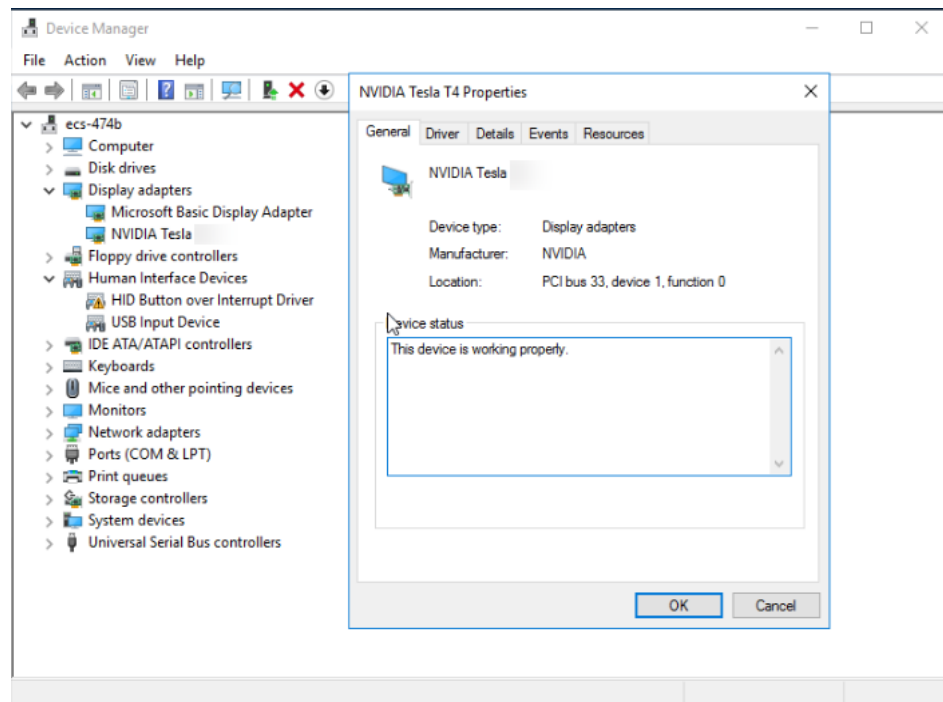 Device Manager
File Action View Help
ecs-474b
Computer
Disk drives
Display adapters
Microsoft Basic Display Adapter
NVIDIA Tesla
Floppy drive controllers
Human Interface Devices
HID Button over Interrupt Driver
USB Input Device
IDE ATA/ATAPI controllers
Keyboards
Mice and other pointing devices
Monitors
Network adapters
Ports (COM & LPT)
Print queues
Storage controllers
System devices
Universal Serial Bus controllers
NVIDIA Tesla T4 Properties
General Driver Details Events Resources
NVIDIA Tesla
Device type: Display adapters
Manufacturer: NVIDIA
Location: PCI bus 33, device 1, function 0
Device status
This device is working properly.
OK Cancel